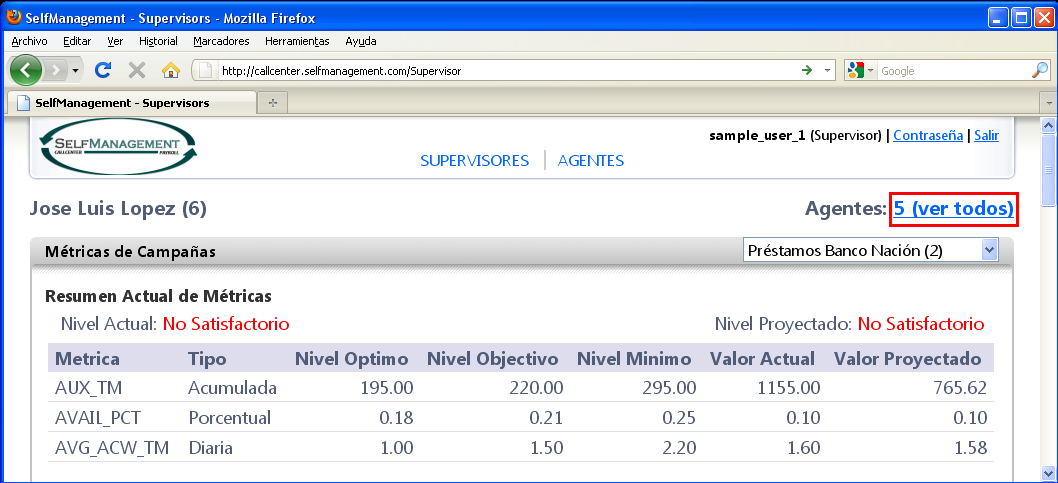 SelfManagement - Supervisors - Mozilla Firefox
Archivo Editar Ver Historial Marcadores Herramientas Ayuda
http://callcenter.selfmanagement.com/Supervisor Google
SelfManagement - Supervisors
SELFMANAGEMENT
CALLCENTER PAYROLL
sample_user_1 (Supervisor) | Contraseña | Salir
SUPERVISORES | AGENTES
Jose Luis Lopez (6) Agentes: 5 (ver todos)
Métricas de Campañas Préstamos Banco Nación (2)
Resumen Actual de Métricas
Nivel Actual: No Satisfactorio Nivel Proyectado: No Satisfactorio
Metrica Tipo Nivel Optimo Nivel Objectivo Nivel Minimo Valor Actual Valor Proyectado
AUX_TM Acumulada 195.00 220.00 295.00 1155.00 765.62
AVAIL_PCT Porcentual 0.18 0.21 0.25 0.10 0.10
AVG_ACW_TM Diaria 1.00 1.50 2.20 1.60 1.58